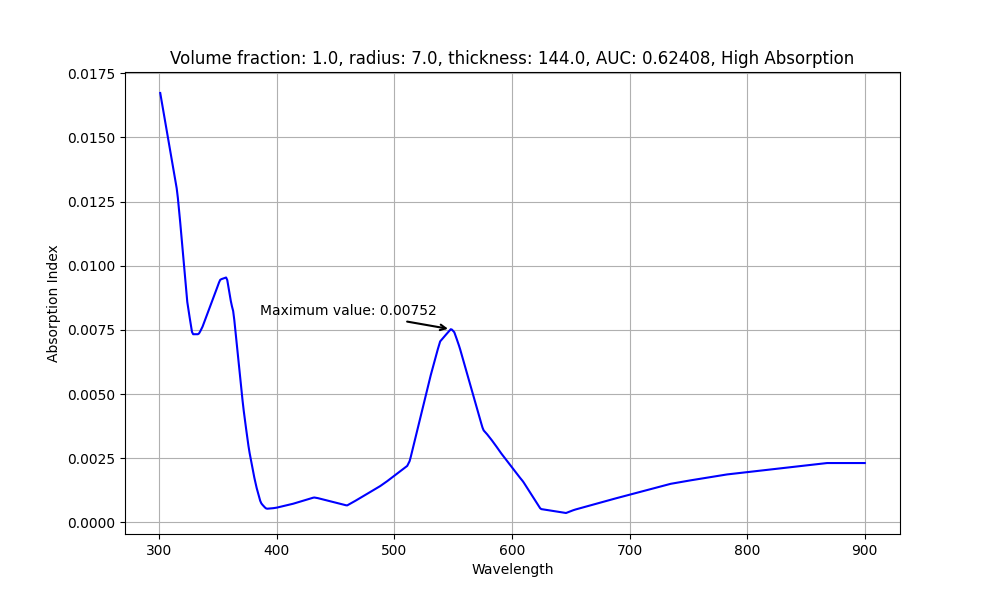 Volume fraction: 1.0, radius: 7.0, thickness: 144.0, AUC: 0.62408, High Absorption
0.0175
0.0150
0.0125
0.0100
0.0075
0.0050
0.0025
0.0000
Absorption Index
Maximum value: 0.00752
300 400 500 600 700 800 900
Wavelength